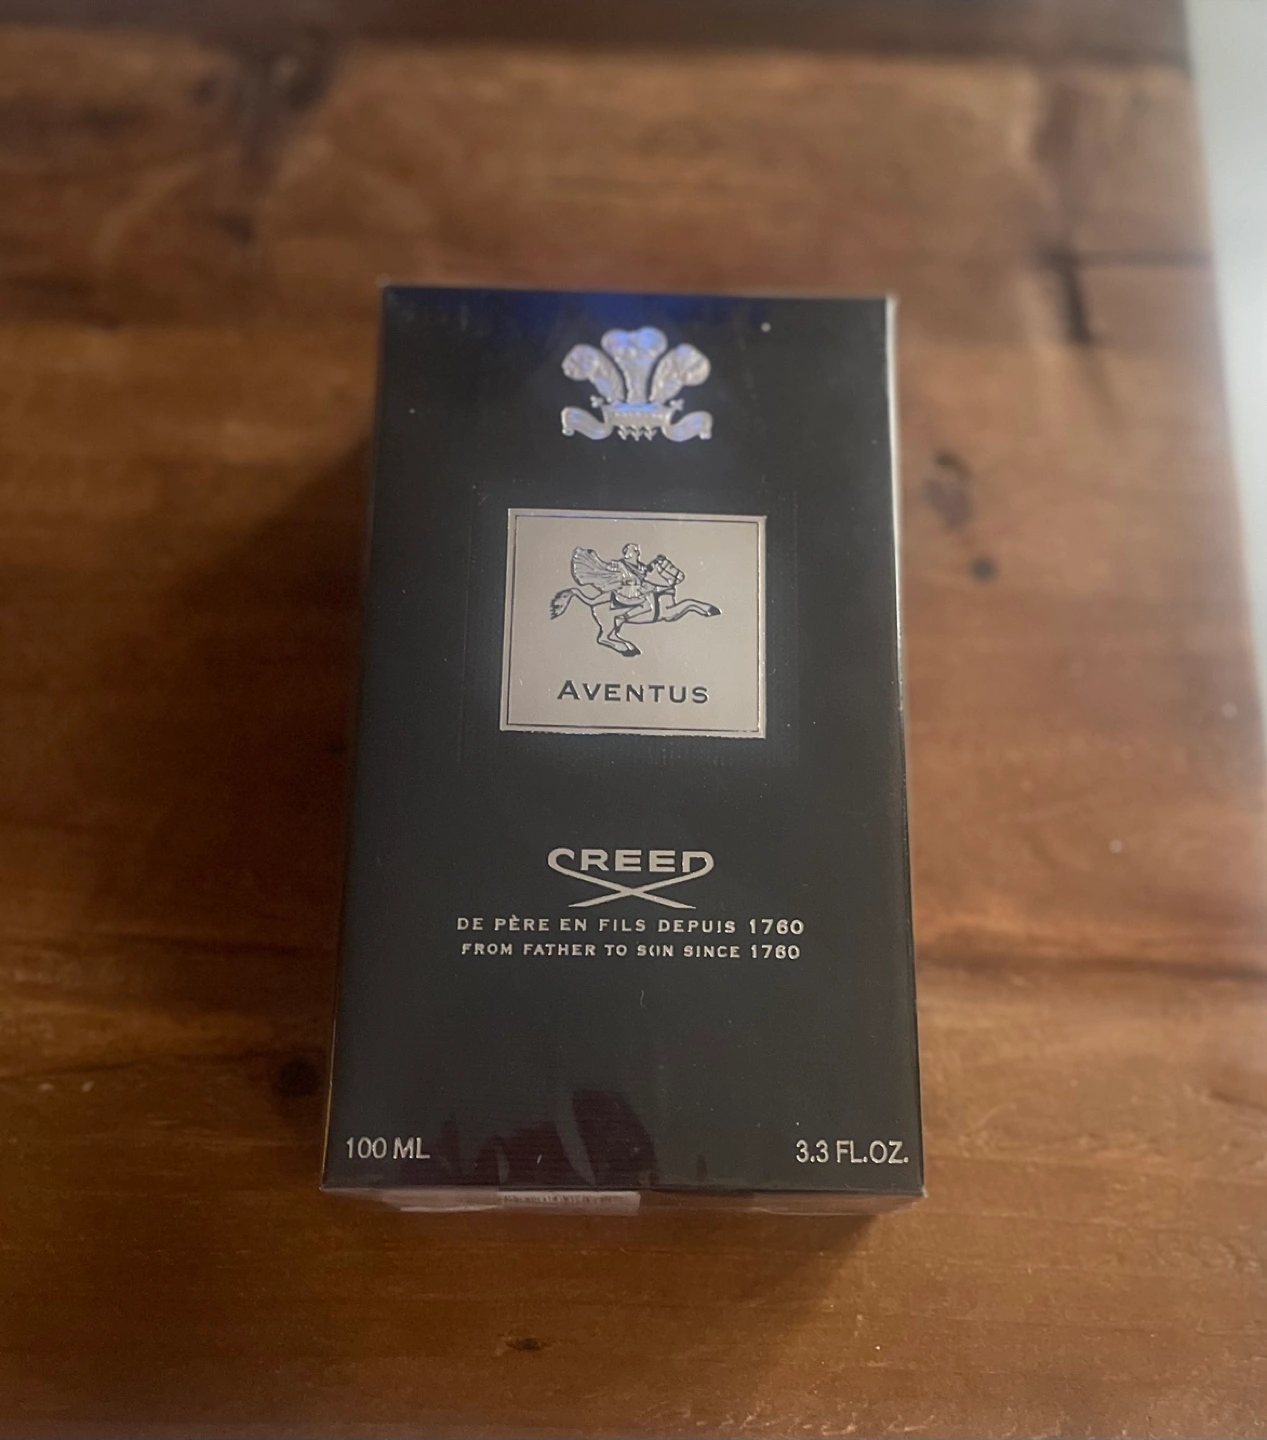 AVENTUS
CREED
DE PÈRE EN FILS DEPUIS 1760
FROM FATHER TO SON SINCE 1760
100 ML
3.3 FL.OZ.